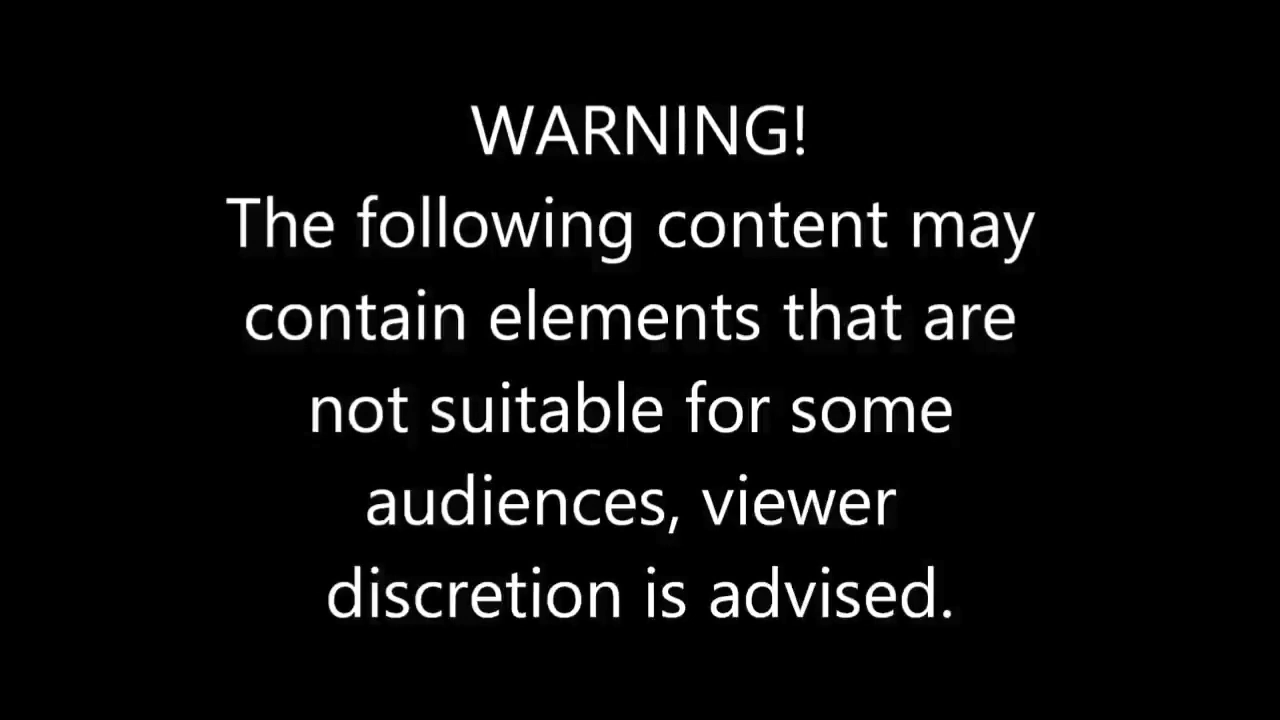 WARNING!
The following content may
contain elements that are
not suitable for some
audiences, viewer
discretion is advised.